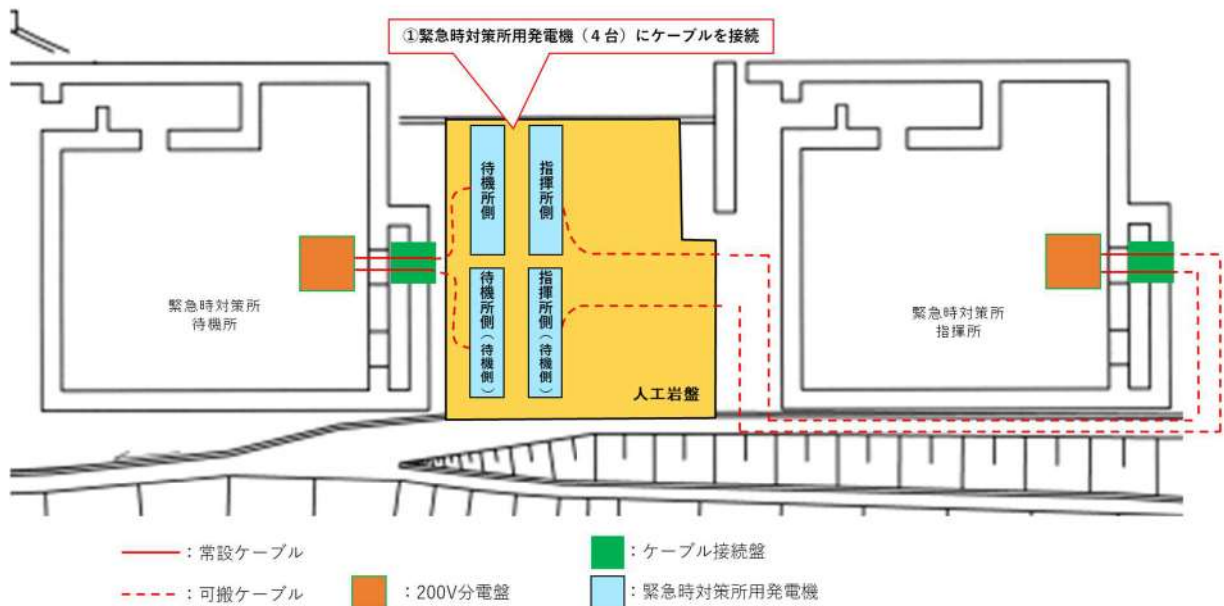 ①緊急時対策所用発電機（4台）にケーブルを接続
待機所側
指揮所側
待機所側（待機側）
指揮所側（待機側）
緊急時対策所
待機所
緊急時対策所
指揮所
人工岩盤
：常設ケーブル
：ケーブル接続盤
：可搬ケーブル
：200V分電盤
：緊急時対策所用発電機